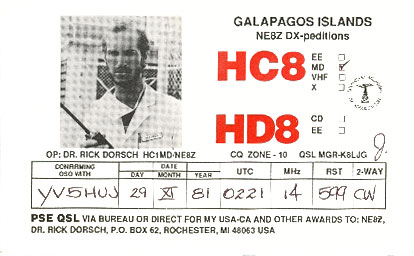 GALAPAGOS ISLANDS
NE8Z DX-peditions
HC8 EE
MD
VHF
X
HD8 CD
EE
OP: DR. RICK DORSCH HC1MD/NE8Z CQ ZONE - 10 QSL MGR-K8LJG
CONFIRMING QSO WITH DATE DAY MONTH YEAR UTC MHz RST 2-WAY
YV5HUJ 29 XI 81 0221 14 599 CW
PSE QSL VIA BUREAU OR DIRECT FOR MY USA-CA AND OTHER AWARDS TO: NE8Z,
DR. RICK DORSCH, P.O. BOX 62, ROCHESTER, MI 48063 USA